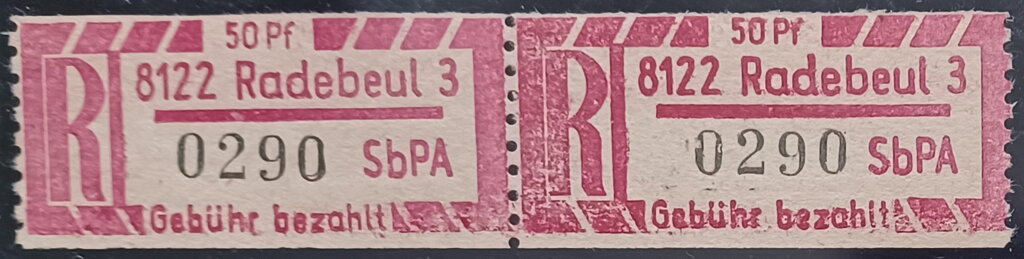 50 Pf
R
8122 Radebeul 3
0290 SbPA
Gebühr bezahlt
50 Pf
R
8122 Radebeul 3
0290 SbPA
Gebühr bezahlt